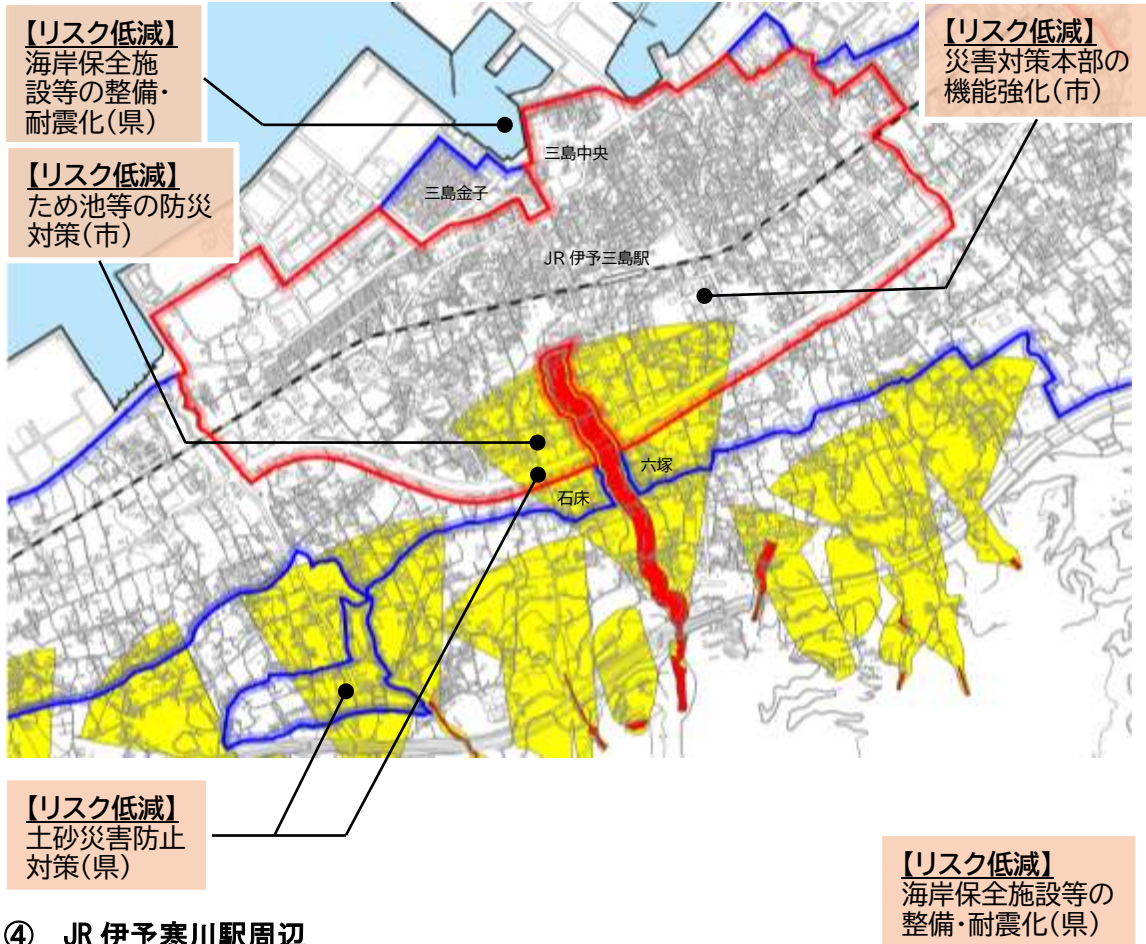 【リスク低減】
海岸保全施
設等の整備・
耐震化(県)
【リスク低減】
災害対策本部の
機能強化(市)
【リスク低減】
ため池等の防災
対策(市)
三島中央
三島金子
JR 伊予三島駅
六塚
石床
【リスク低減】
土砂災害防止
対策(県)
【リスク低減】
海岸保全施設等の
整備・耐震化(県)
④ JR 伊予寒川駅周辺